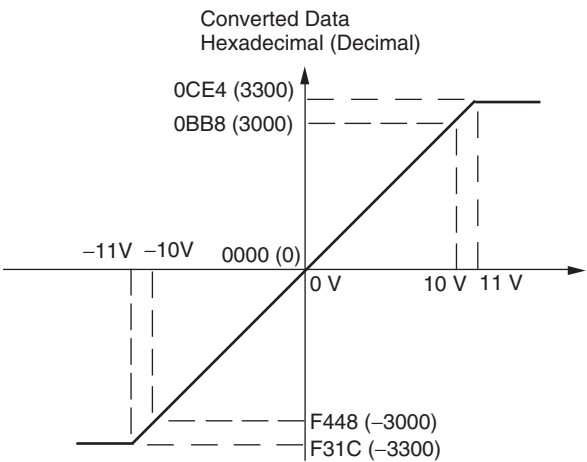 Converted Data
Hexadecimal (Decimal)
0CE4 (3300)
0BB8 (3000)
−11V −10V
0000 (0)
0 V
10 V
11 V
F448 (−3000)
F31C (−3300)